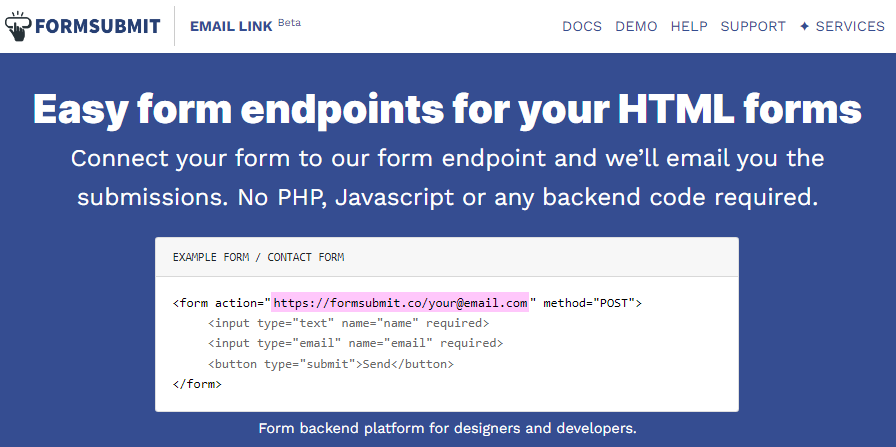 FORMSUBMIT EMAIL LINK Beta DOCS DEMO HELP SUPPORT ✦ SERVICES
Easy form endpoints for your HTML forms
Connect your form to our form endpoint and we’ll email you the
submissions. No PHP, Javascript or any backend code required.
EXAMPLE FORM / CONTACT FORM
<form action="https://formsubmit.co/your@email.com" method="POST">
<input type="text" name="name" required>
<input type="email" name="email" required>
<button type="submit">Send</button>
</form>
Form backend platform for designers and developers.